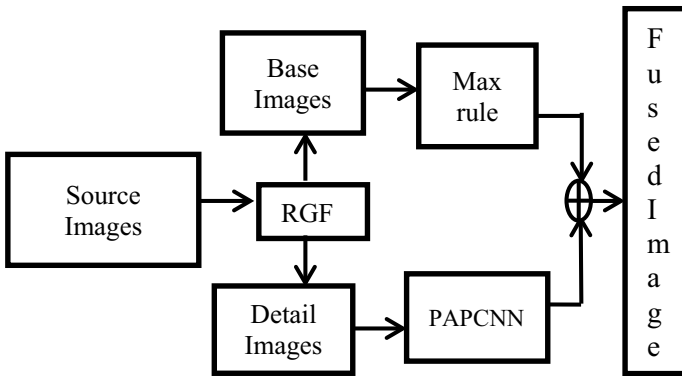 Source
Images
RGF
Base
Images
Max
rule
Detail
Images
PAPCNN
F
u
s
e
d
I
m
a
g
e